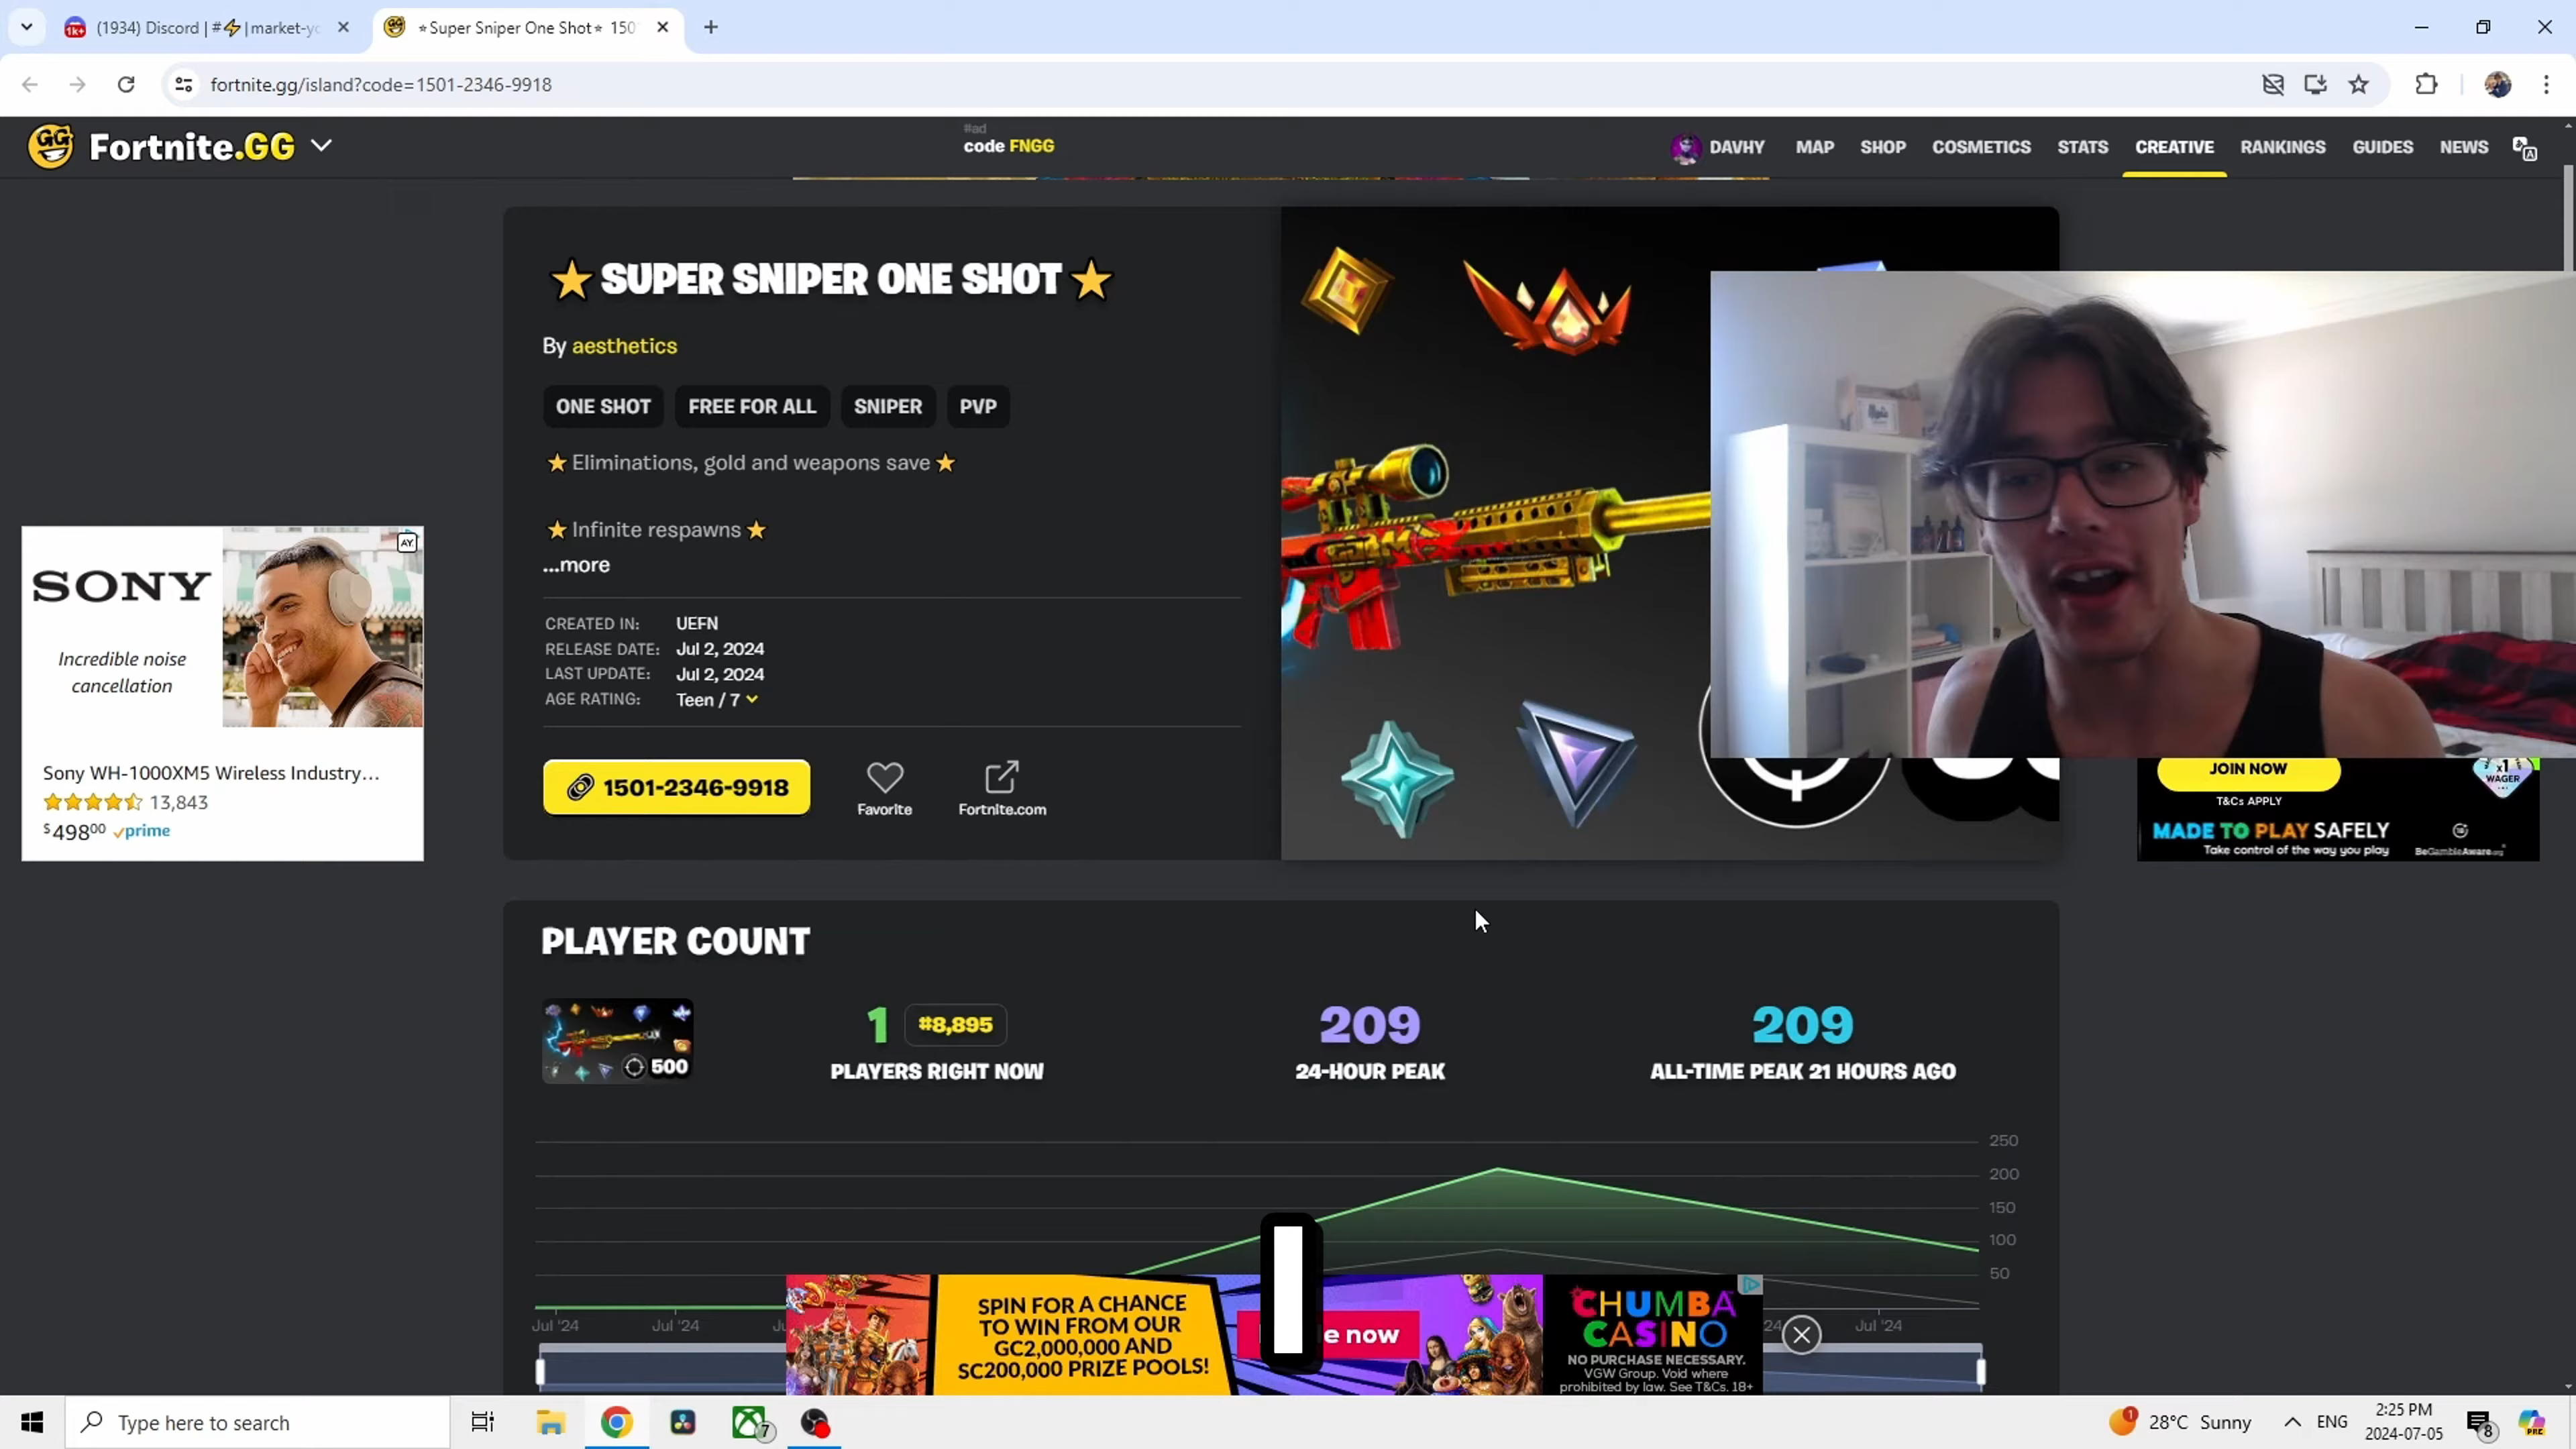 (1934) Discord | #⚡| market-yo
⭐Super Sniper One Shot⭐ 150
fortnite.gg/island?code=1501-2346-9918
Fortnite.GG
#ad
code FNGG
DAVHY MAP SHOP COSMETICS STATS CREATIVE RANKINGS GUIDES NEWS
⭐SUPER SNIPER ONE SHOT⭐
By aesthetics
ONE SHOT FREE FOR ALL SNIPER PVP
⭐Eliminations, gold and weapons save⭐
⭐Infinite respawns⭐
...more
CREATED IN: UEFN
RELEASE DATE: Jul 2, 2024
LAST UPDATE: Jul 2, 2024
AGE RATING: Teen / 7
1501-2346-9918
Favorite
Fortnite.com
SONY
Incredible noise
cancellation
Sony WH-1000XM5 Wireless Industry...
13,843
$498⁰⁰ prime
JOIN NOW
T&Cs APPLY
x1
WAGER
MADE TO PLAY SAFELY
Take control of the way you play
BeGambleAware.org
PLAYER COUNT
500
1 #8,895
PLAYERS RIGHT NOW
209
24-HOUR PEAK
209
ALL-TIME PEAK 21 HOURS AGO
250
200
150
100
50
Jul '24 Jul '24
24 Jul '24
I
SPIN FOR A CHANCE
TO WIN FROM OUR
GC2,000,000 AND
SC200,000 PRIZE POOLS!
now
CHUMBA
CASINO
NO PURCHASE NECESSARY.
VGW Group. Void where
prohibited by law. See T&Cs. 18+
Type here to search
7
28°C Sunny
ENG
2:25 PM
2024-07-05
8